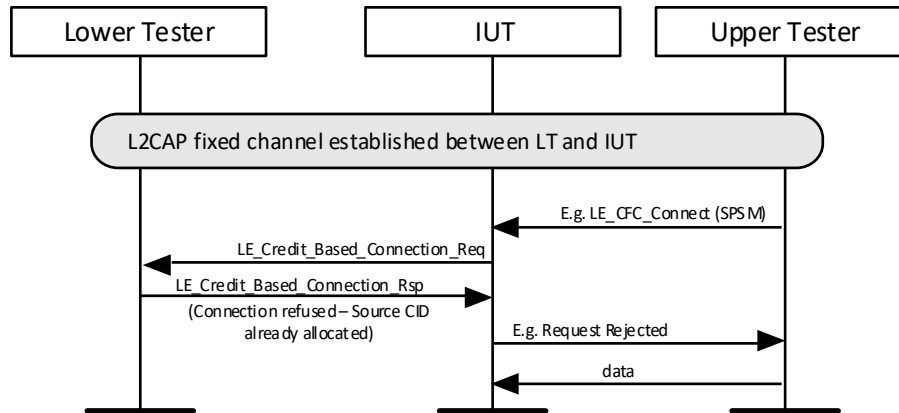 Lower Tester
IUT
Upper Tester
L2CAP fixed channel established between LT and IUT
E.g. LE_CFC_Connect (SPSM)
LE_Credit_Based_Connection_Req
LE_Credit_Based_Connection_Rsp
(Connection refused – Source CID
already allocated)
E.g. Request Rejected
data